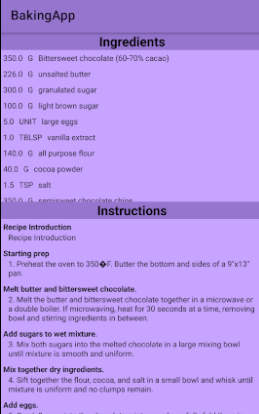 BakingApp
Ingredients
350.0 G Bittersweet chocolate (60-70% cacao)
226.0 G unsalted butter
300.0 G granulated sugar
100.0 G light brown sugar
5.0 UNIT large eggs
1.0 TBLSP vanilla extract
140.0 G all purpose flour
40.0 G cocoa powder
1.5 TSP salt
350.0 G semisweet chocolate chips
Instructions
Recipe Introduction
Recipe Introduction
Starting prep
1. Preheat the oven to 350�F. Butter the bottom and sides of a 9"x13"
pan.
Melt butter and bittersweet chocolate.
2. Melt the butter and bittersweet chocolate together in a microwave or
a double boiler. If microwaving, heat for 30 seconds at a time, removing
bowl and stirring ingredients in between.
Add sugars to wet mixture.
3. Mix both sugars into the melted chocolate in a large mixing bowl
until mixture is smooth and uniform.
Mix together dry ingredients.
4. Sift together the flour, cocoa, and salt in a small bowl and whisk until
mixture is uniform and no clumps remain.
Add eggs.